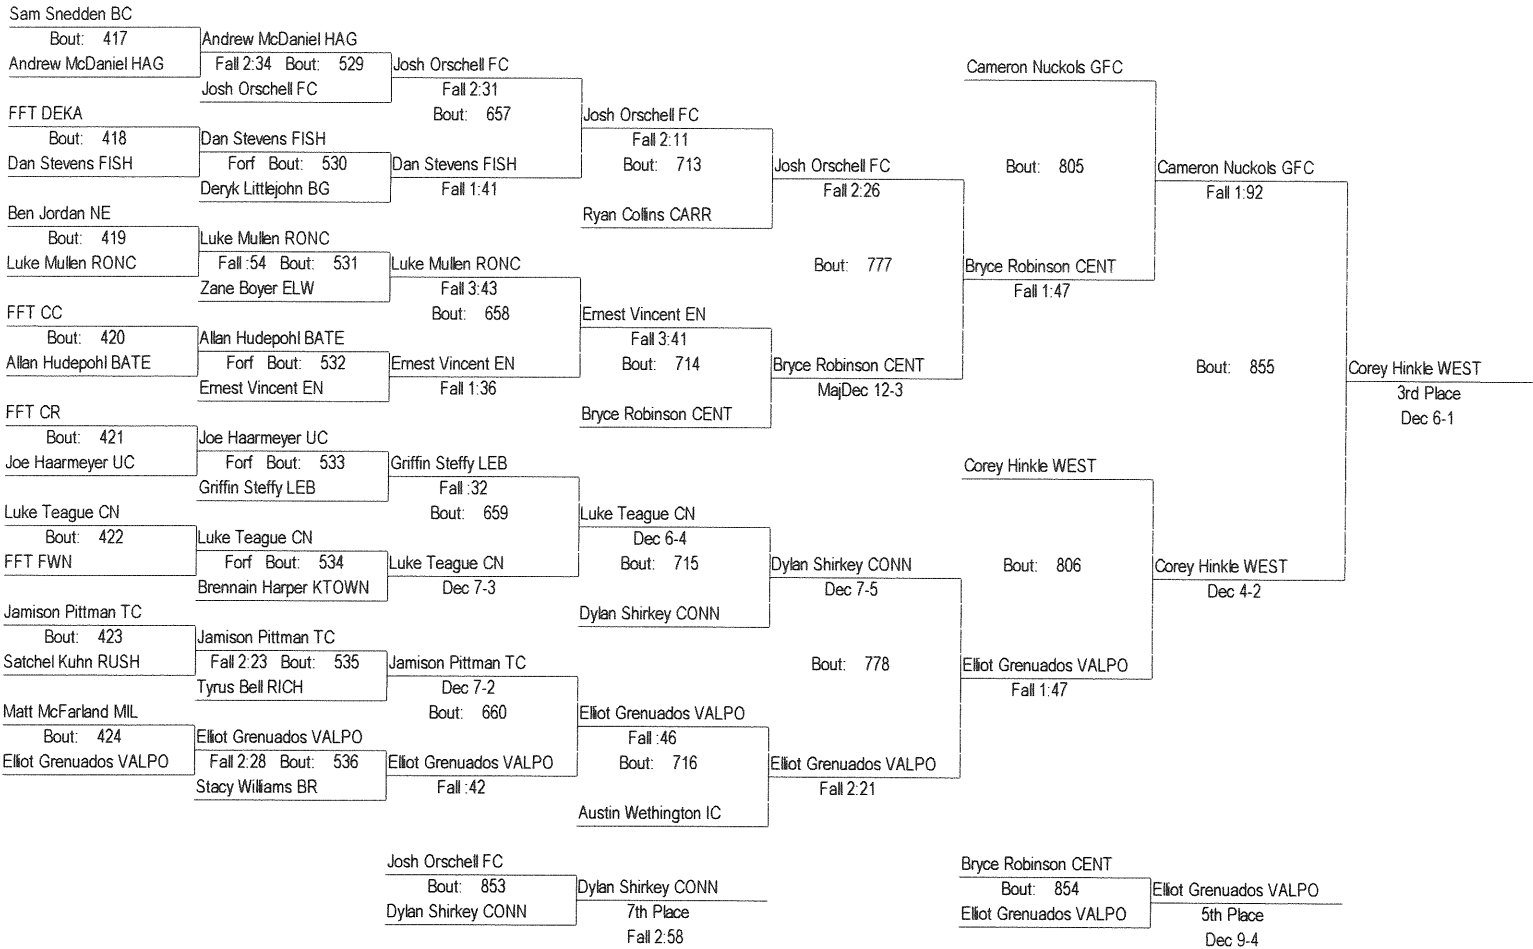 Sam Snedden BC
Bout: 417
Andrew McDaniel HAG
FFT DEKA
Bout: 418
Dan Stevens FISH
Ben Jordan NE
Bout: 419
Luke Mullen RONC
FFT CC
Bout: 420
Allan Hudepohl BATE
FFT CR
Bout: 421
Joe Haarmeyer UC
Luke Teague CN
Bout: 422
FFT FWN
Jamison Pittman TC
Bout: 423
Satchel Kuhn RUSH
Matt McFarland MIL
Bout: 424
Elliot Grenuados VALPO
Andrew McDaniel HAG
Fall 2:34 Bout: 529
Josh Orschell FC
Dan Stevens FISH
Forf Bout: 530
Deryk Littlejohn BG
Luke Mullen RONC
Fall :54 Bout: 531
Zane Boyer ELW
Allan Hudepohl BATE
Forf Bout: 532
Ernest Vincent EN
Joe Haarmeyer UC
Forf Bout: 533
Griffin Steffy LEB
Luke Teague CN
Forf Bout: 534
Brennain Harper KTOWN
Jamison Pittman TC
Fall 2:23 Bout: 535
Tyrus Bell RICH
Elliot Grenuados VALPO
Fall 2:28 Bout: 536
Stacy Williams BR
Josh Orschell FC
Fall 2:31
Bout: 657
Dan Stevens FISH
Fall 1:41
Luke Mullen RONC
Fall 3:43
Bout: 658
Ernest Vincent EN
Fall 1:36
Griffin Steffy LEB
Fall :32
Bout: 659
Luke Teague CN
Dec 7-3
Jamison Pittman TC
Dec 7-2
Bout: 660
Elliot Grenuados VALPO
Fall :42
Josh Orschell FC
Fall 2:11
Bout: 713
Ryan Collins CARR
Ernest Vincent EN
Fall 3:41
Bout: 714
Bryce Robinson CENT
Luke Teague CN
Dec 6-4
Bout: 715
Dylan Shirkey CONN
Elliot Grenuados VALPO
Fall :46
Bout: 716
Austin Wethington IC
Josh Orschell FC
Fall 2:26
Bout: 777
Bryce Robinson CENT
MajDec 12-3
Dylan Shirkey CONN
Dec 7-5
Bout: 778
Elliot Grenuados VALPO
Fall 2:21
Cameron Nuckols GFC
Bout: 805
Bryce Robinson CENT
Fall 1:47
Corey Hinkle WEST
Bout: 806
Elliot Grenuados VALPO
Fall 1:47
Cameron Nuckols GFC
Fall 1:92
Bout: 855
Corey Hinkle WEST
Dec 4-2
Corey Hinkle WEST
3rd Place
Dec 6-1
Josh Orschell FC
Bout: 853
Dylan Shirkey CONN
Dylan Shirkey CONN
7th Place
Fall 2:58
Bryce Robinson CENT
Bout: 854
Elliot Grenuados VALPO
Elliot Grenuados VALPO
5th Place
Dec 9-4